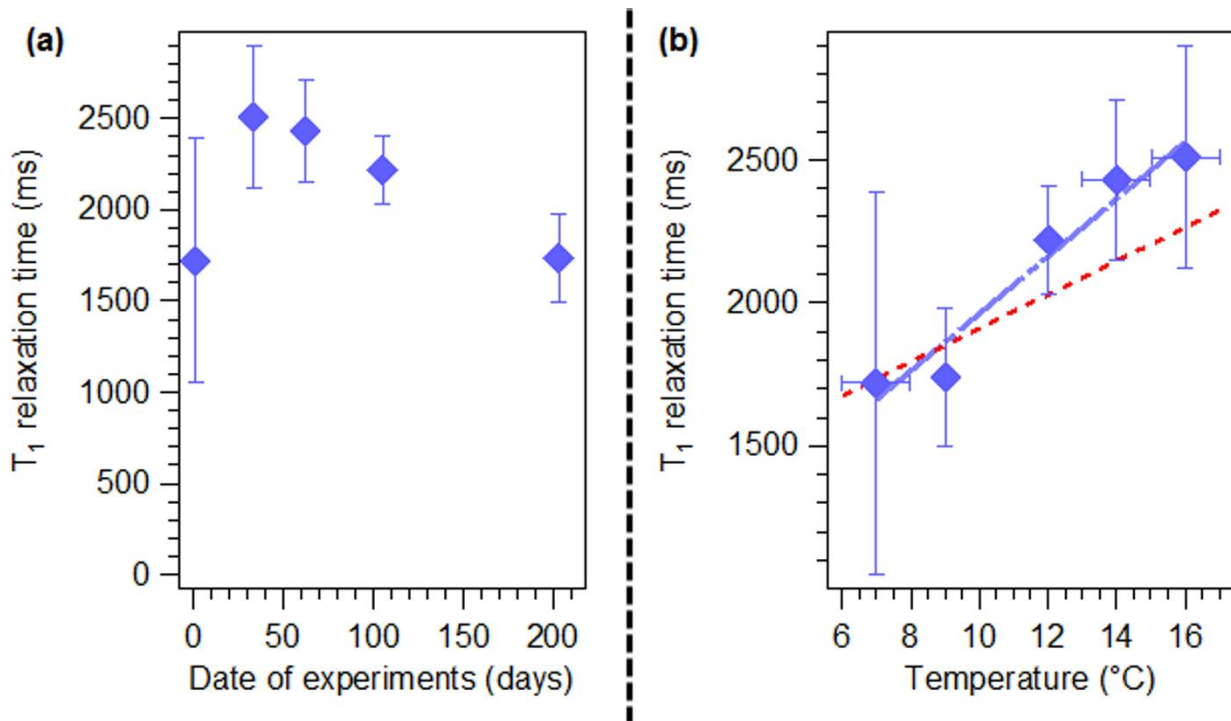 (a)
T₁ relaxation time (ms)
2500
2000
1500
1000
500
0
0 50 100 150 200
Date of experiments (days)
(b)
T₁ relaxation time (ms)
2500
2000
1500
6 8 10 12 14 16
Temperature (°C)